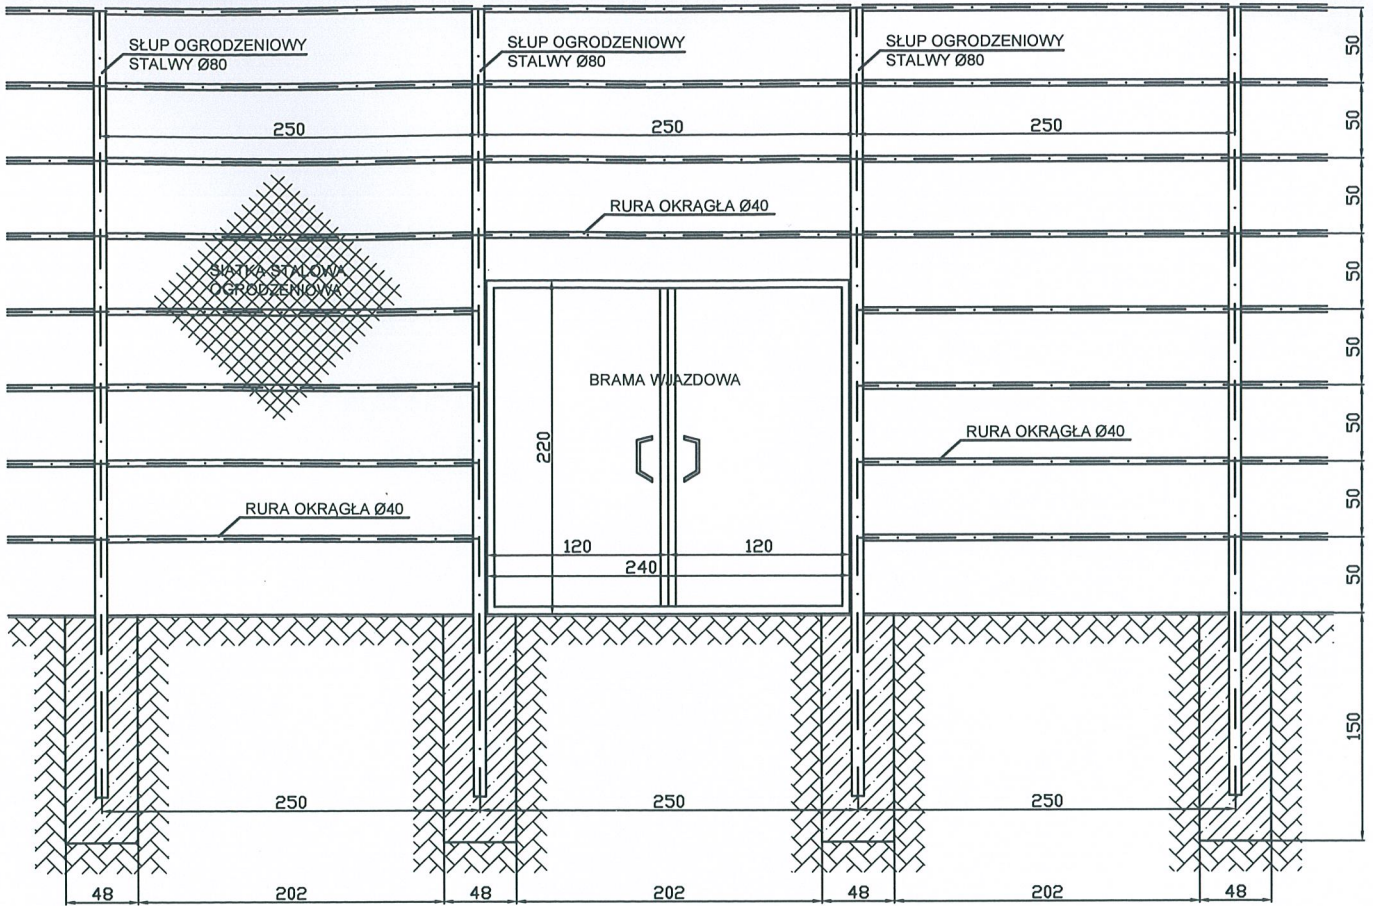 SŁUP OGRODZENIOWY
STALWY Ø80
SŁUP OGRODZENIOWY
STALWY Ø80
SŁUP OGRODZENIOWY
STALWY Ø80
50
50
50
50
50
50
50
50
150
250
250
250
RURA OKRĄGŁA Ø40
SIATKA STALOWA
OGRODZENIOWA
BRAMA WJAZDOWA
220
RURA OKRĄGŁA Ø40
RURA OKRĄGŁA Ø40
120
120
240
250
250
250
48
202
48
202
48
202
48